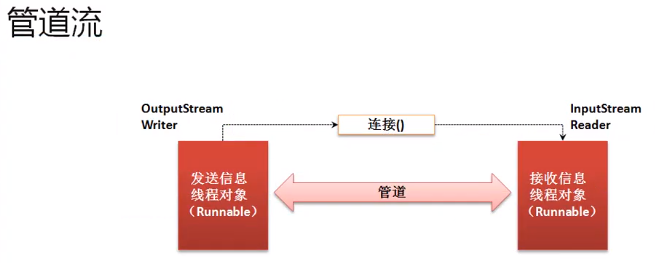 管道流
OutputStream
Writer
连接()
InputStream
Reader
发送信息
线程对象
（Runnable）
管道
接收信息
线程对象
（Runnable）